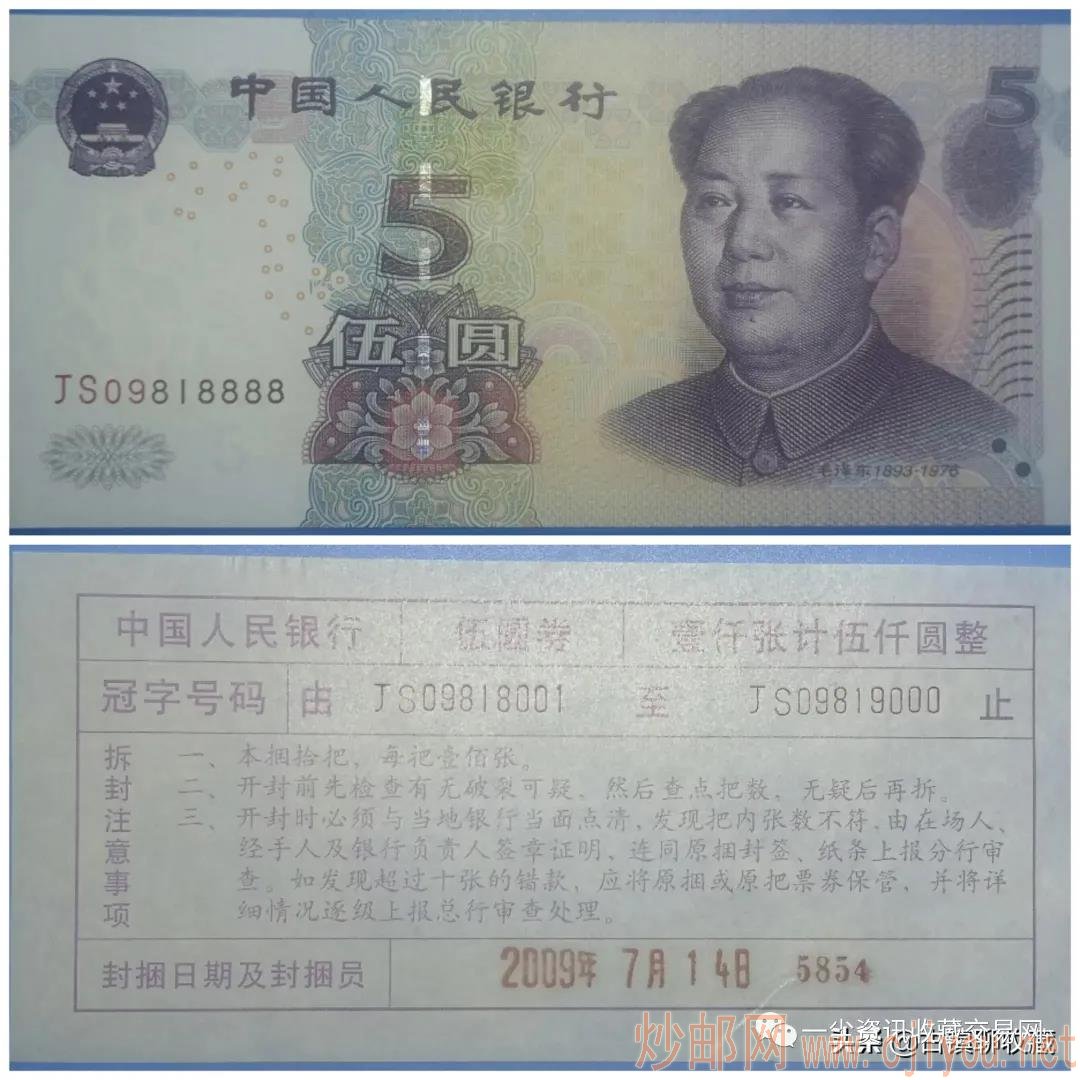 中国人民银行
5
5
伍圆
JS09818888
毛泽东1893-1976
中国人民银行 伍圆券 壹仟张计伍仟圆整
冠字号码 由 JS09818001 至 JS09819000 止
拆封注意事项
一、本捆拾把，每把壹佰张。
二、开封前先检查有无破裂可疑，然后查点把数，无疑后再拆。
三、开封时必须与当地银行当面点清，发现把内张数不符，由在场人、
经手人及银行负责人签章证明、连同原捆封签、纸条上报分行审
查。如发现超过十张的错款，应将原捆或原把票券保管，并将详
细情况逐级上报总行审查处理。
封捆日期及封捆员 2009年 7月14日 5854
一尖资讯收藏交易网
炒邮网 www.cjiyou.net